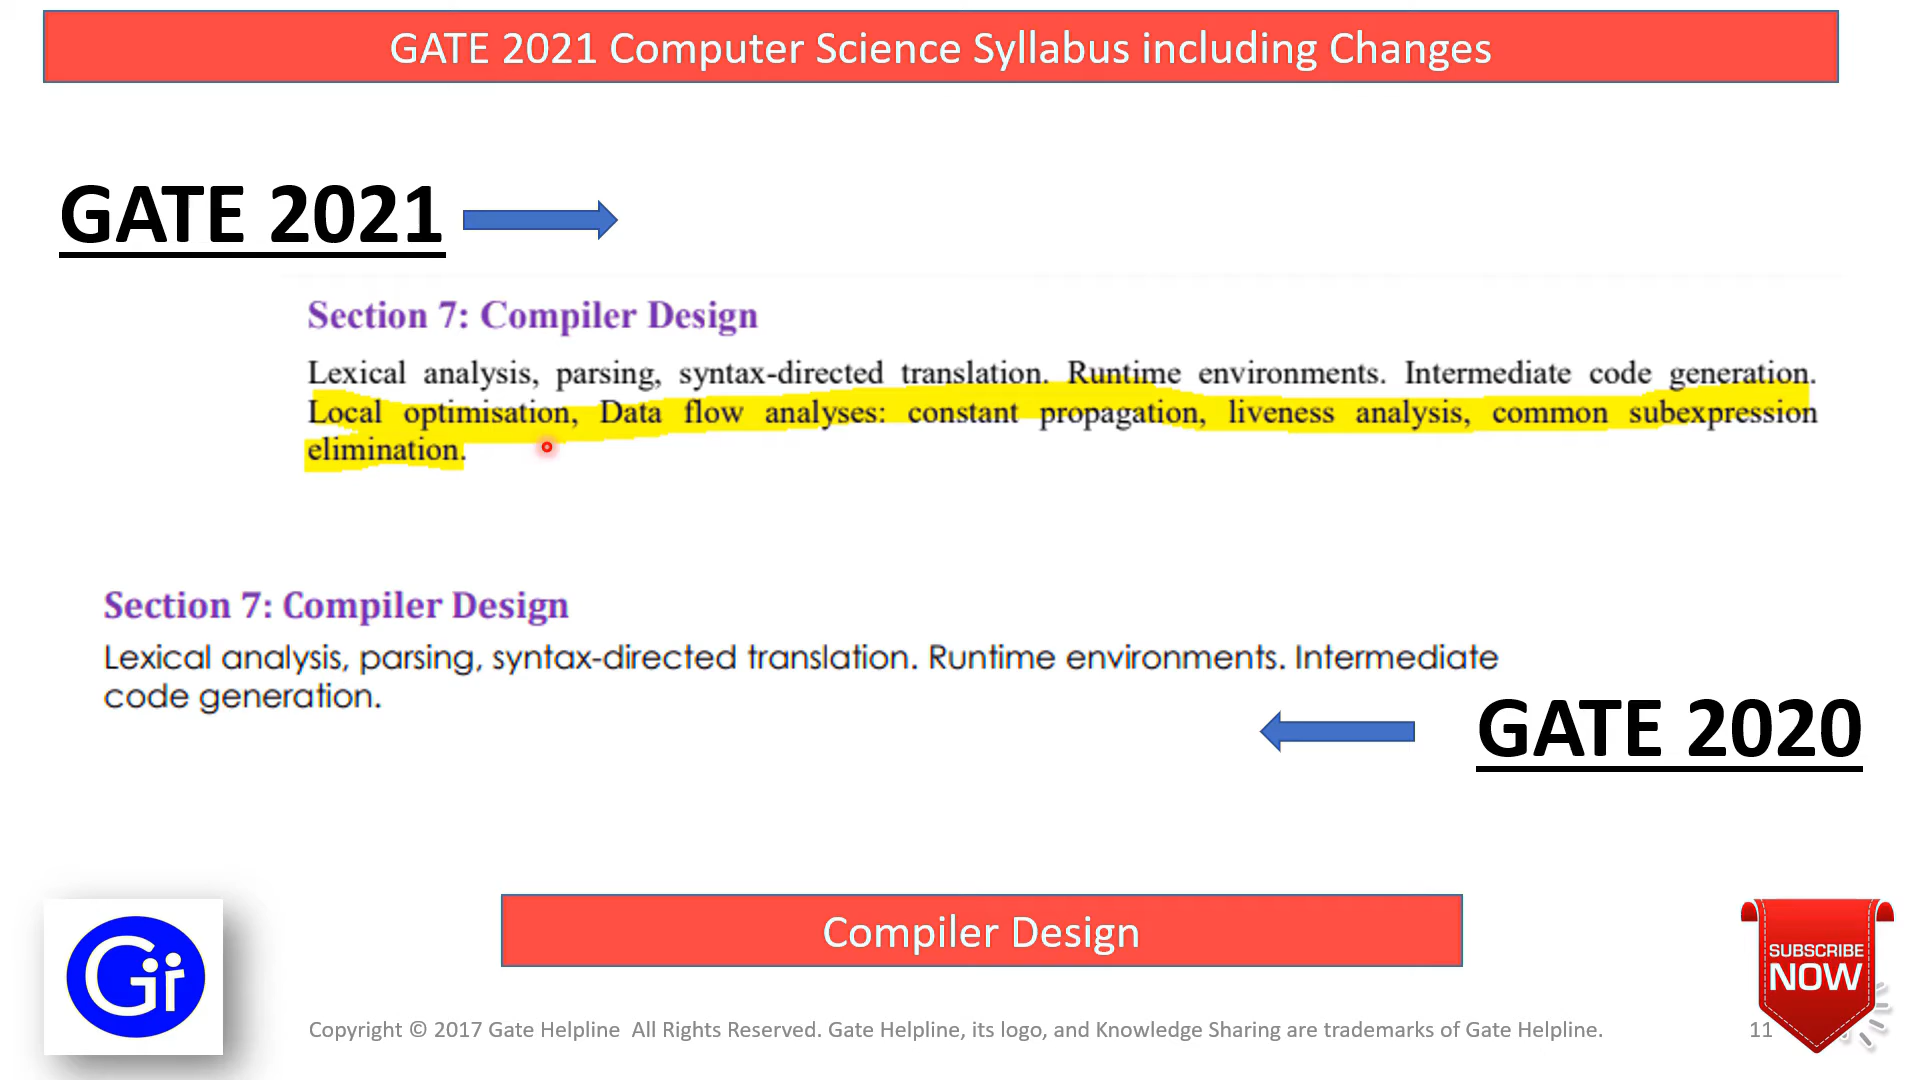 GATE 2021 Computer Science Syllabus including Changes
GATE 2021
Section 7: Compiler Design
Lexical analysis, parsing, syntax-directed translation. Runtime environments. Intermediate code generation.
Local optimisation, Data flow analyses: constant propagation, liveness analysis, common subexpression
elimination.
Section 7: Compiler Design
Lexical analysis, parsing, syntax-directed translation. Runtime environments. Intermediate
code generation.
GATE 2020
Compiler Design
Gir
SUBSCRIBE
NOW
Copyright © 2017 Gate Helpline All Rights Reserved. Gate Helpline, its logo, and Knowledge Sharing are trademarks of Gate Helpline.
11